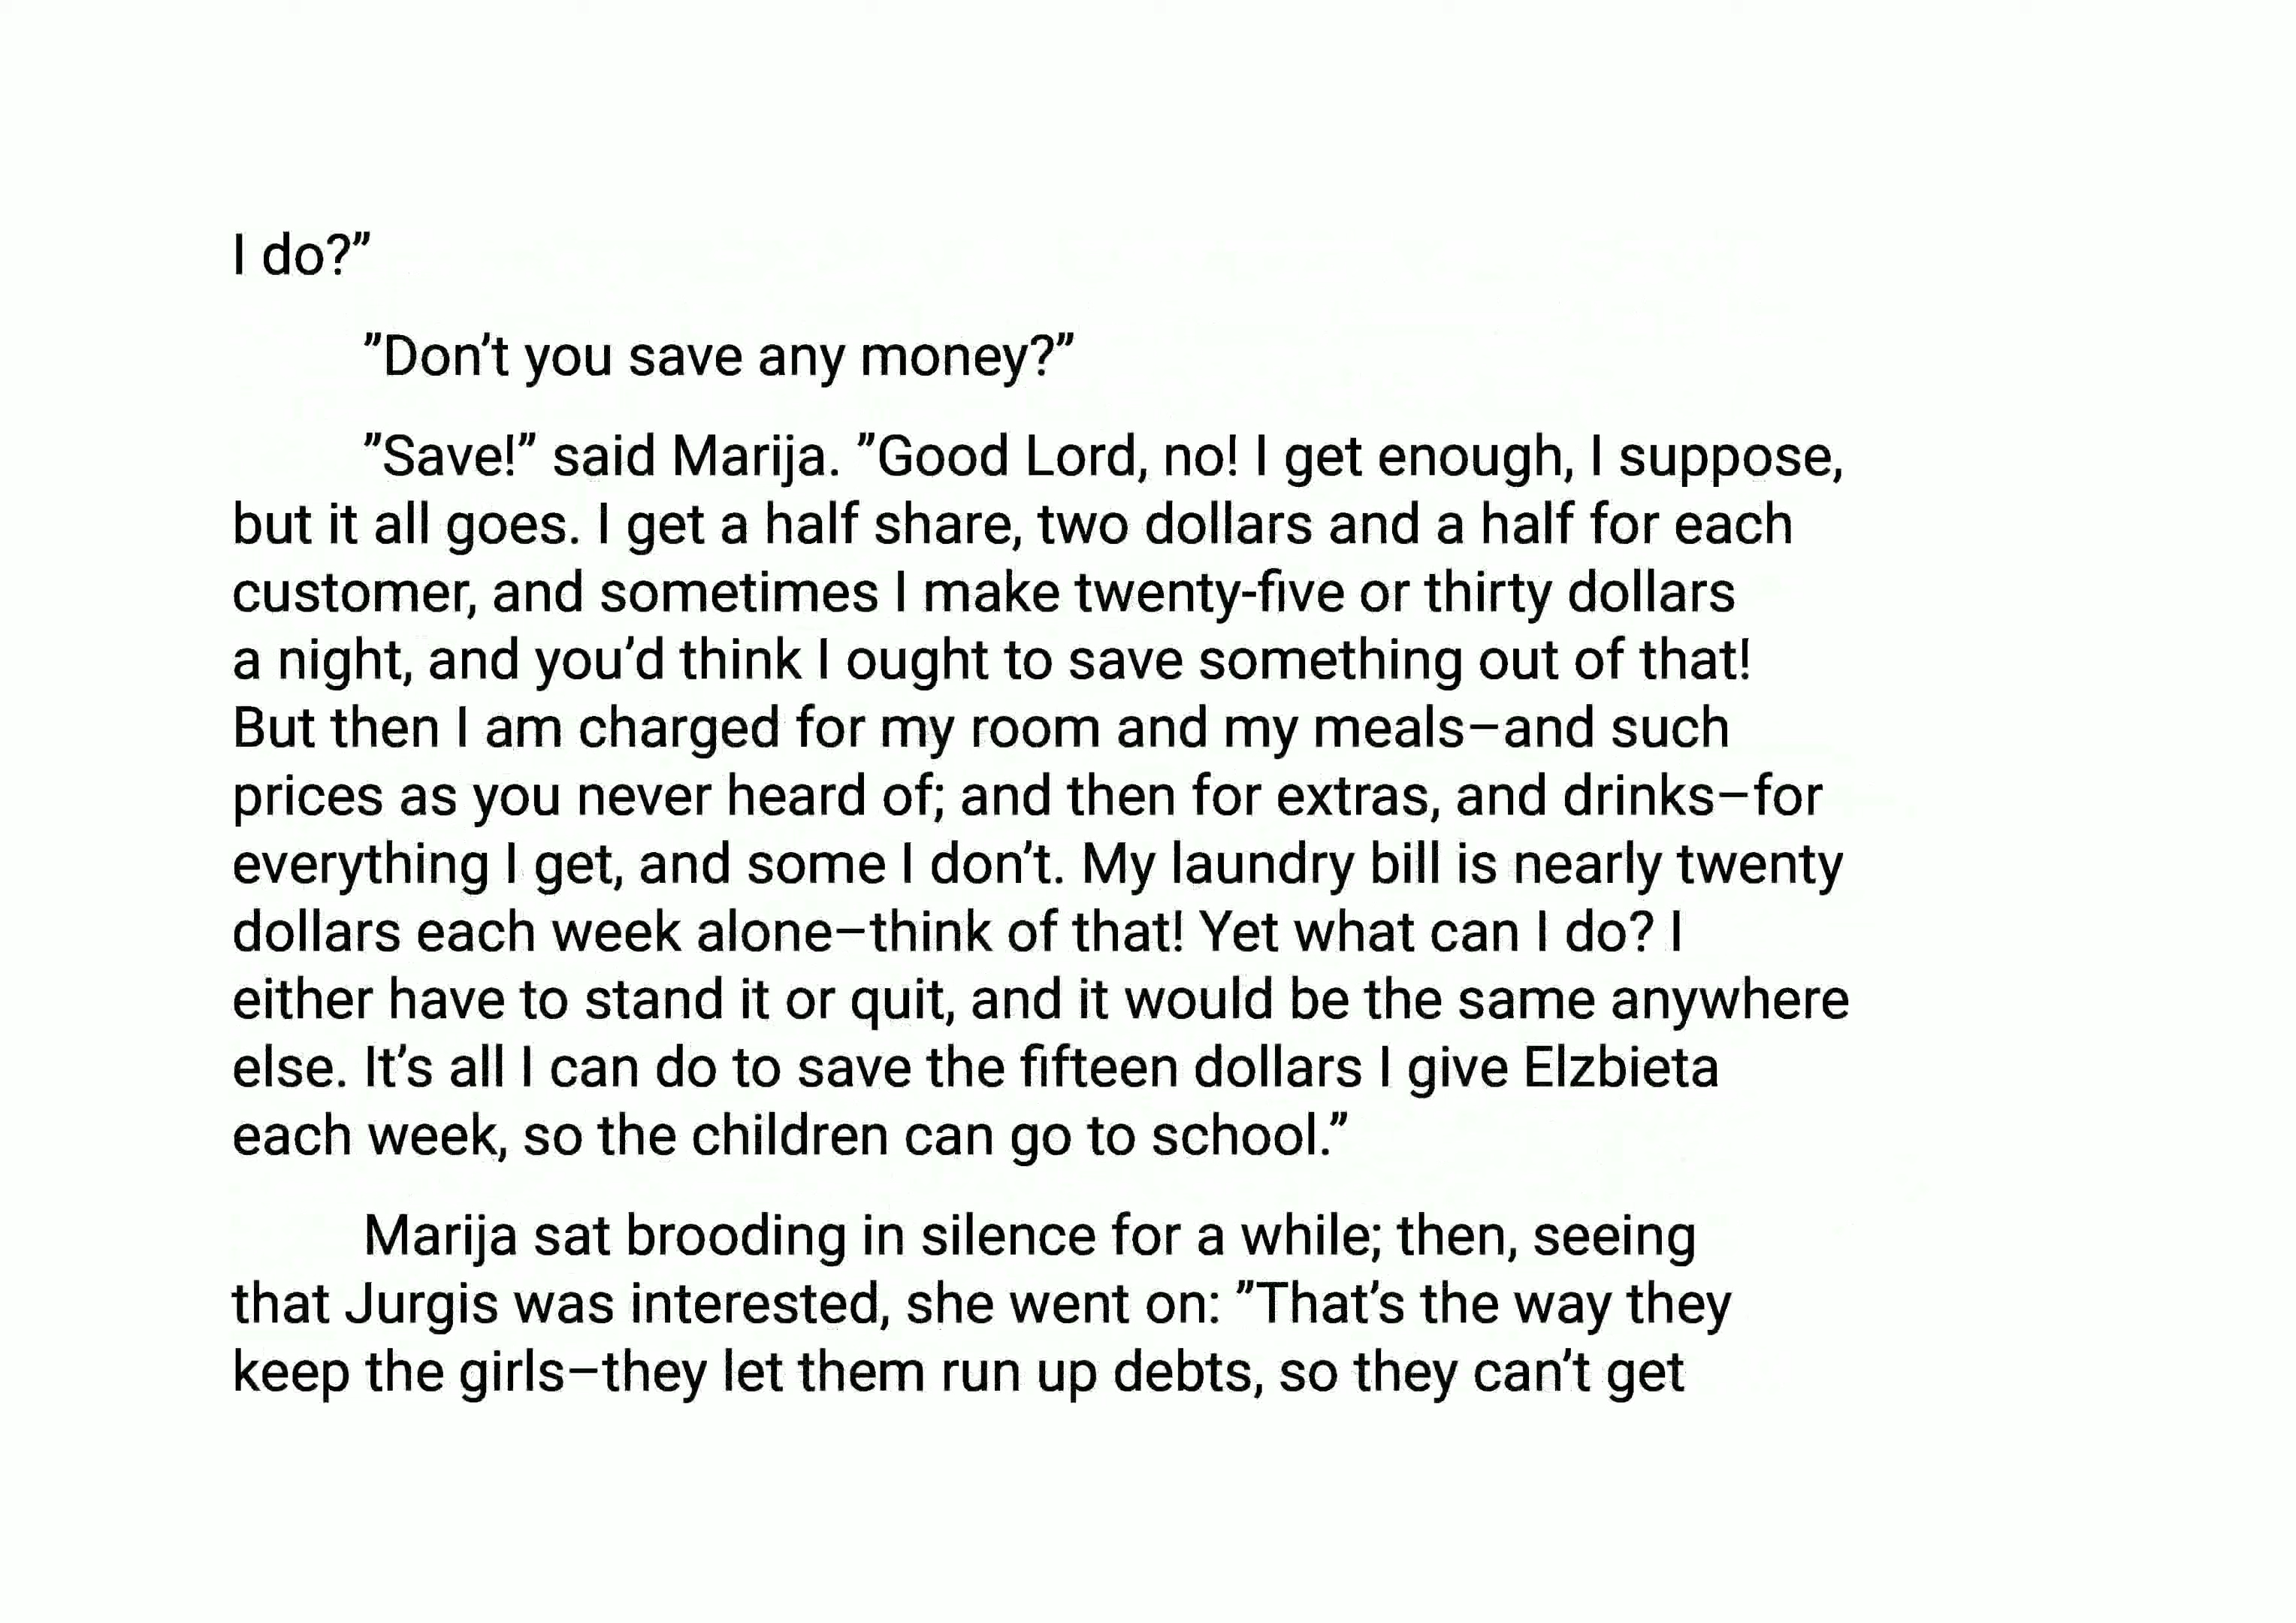 I do?”
”Don’t you save any money?”
”Save!” said Marija. ”Good Lord, no! I get enough, I suppose,
but it all goes. I get a half share, two dollars and a half for each
customer, and sometimes I make twenty-five or thirty dollars
a night, and you’d think I ought to save something out of that!
But then I am charged for my room and my meals–and such
prices as you never heard of; and then for extras, and drinks–for
everything I get, and some I don’t. My laundry bill is nearly twenty
dollars each week alone–think of that! Yet what can I do? I
either have to stand it or quit, and it would be the same anywhere
else. It’s all I can do to save the fifteen dollars I give Elzbieta
each week, so the children can go to school.”
Marija sat brooding in silence for a while; then, seeing
that Jurgis was interested, she went on: ”That’s the way they
keep the girls–they let them run up debts, so they can’t get